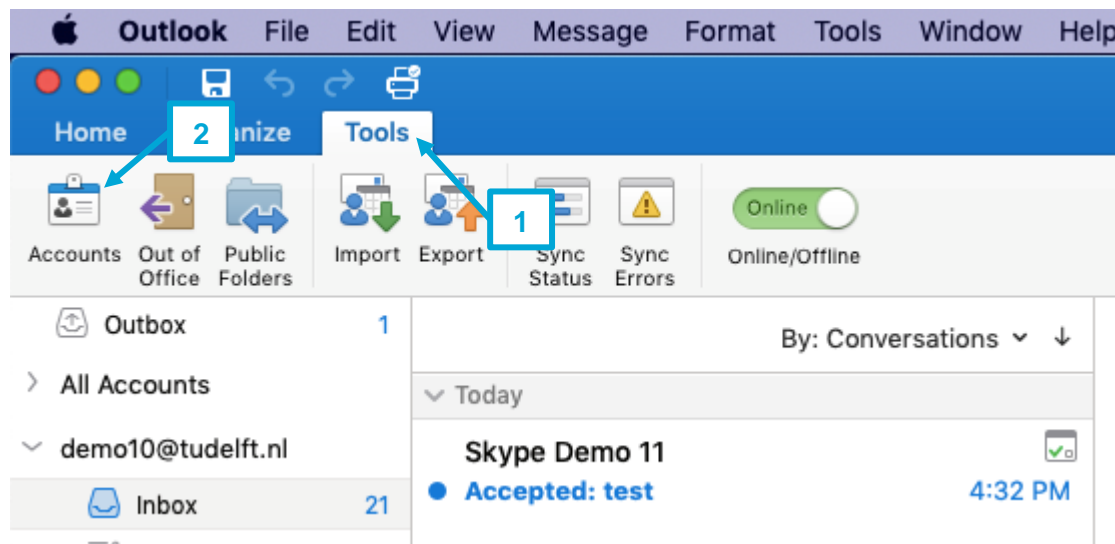 Outlook File Edit View Message Format Tools Window Help
Home 2 nize Tools
1
Online
Accounts Out of Office Public Folders Import Export Sync Status Sync Errors Online/Offline
Outbox 1
By: Conversations
All Accounts
Today
demo10@tudelft.nl
Skype Demo 11
Inbox 21
Accepted: test 4:32 PM